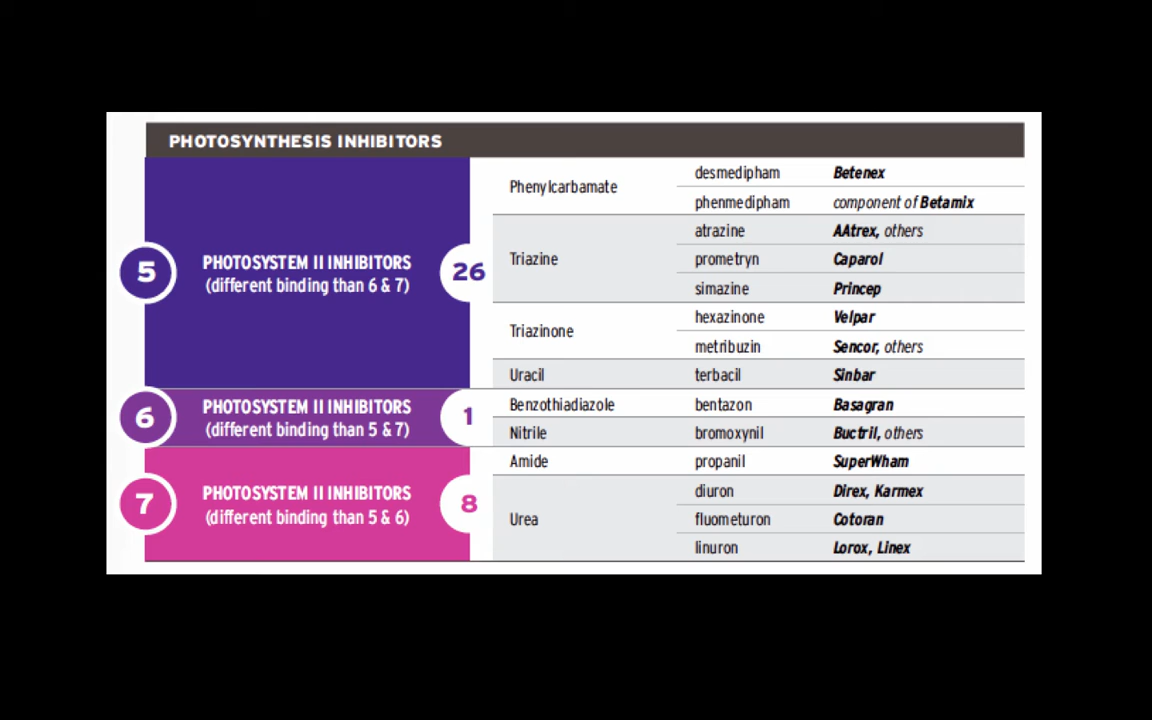 PHOTOSYNTHESIS INHIBITORS
5
PHOTOSYSTEM II INHIBITORS
(different binding than 6 & 7)
26
Phenylcarbamate
desmedipham
Betenex
phenmedipham
component of Betamix
Triazine
atrazine
AAtrex, others
prometryn
Caparol
simazine
Princep
Triazinone
hexazinone
Velpar
metribuzin
Sencor, others
Uracil
terbacil
Sinbar
6
PHOTOSYSTEM II INHIBITORS
(different binding than 5 & 7)
1
Benzothiadiazole
bentazon
Basagran
Nitrile
bromoxynil
Buctril, others
7
PHOTOSYSTEM II INHIBITORS
(different binding than 5 & 6)
8
Amide
propanil
SuperWham
Urea
diuron
Direx, Karmex
fluometuron
Cotoran
linuron
Lorox, Linex